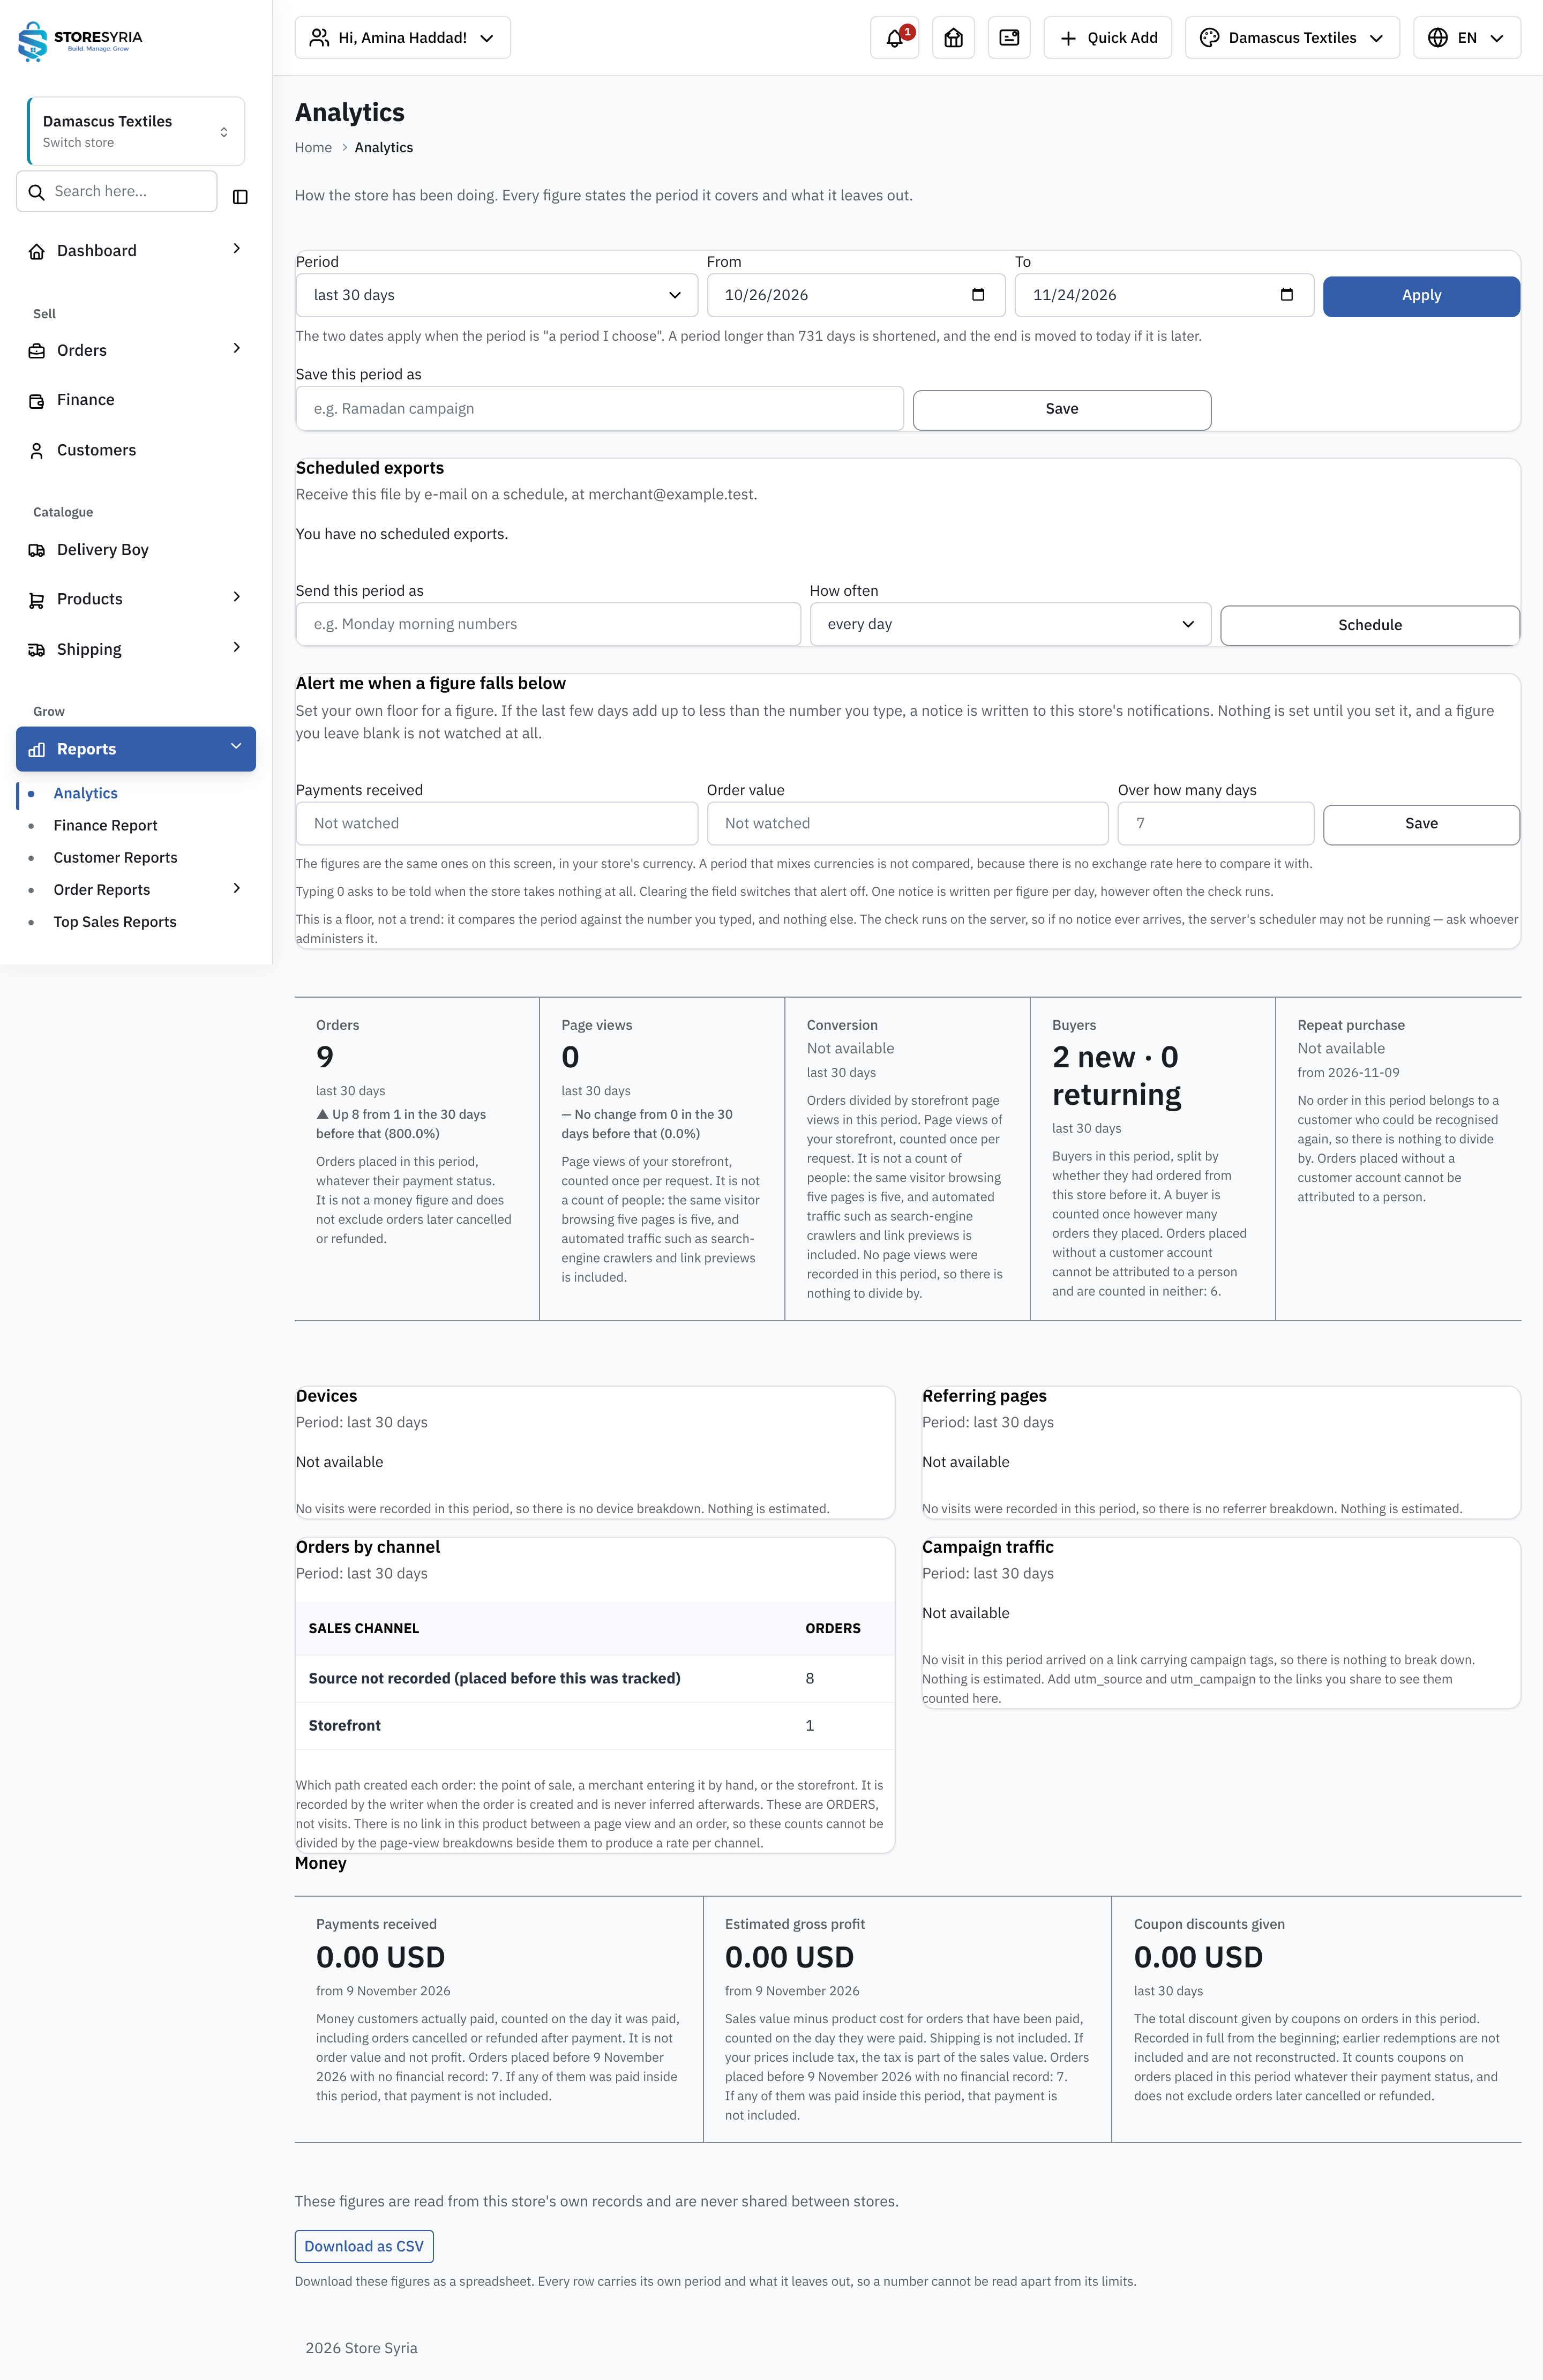 STORESYRIA
Build. Manage. Grow
Hi, Amina Haddad!
1
Quick Add
Damascus Textiles
EN
Damascus Textiles
Switch store
Search here...
Dashboard
Sell
Orders
Finance
Customers
Catalogue
Delivery Boy
Products
Shipping
Grow
Reports
Analytics
Finance Report
Customer Reports
Order Reports
Top Sales Reports
Analytics
Home > Analytics
How the store has been doing. Every figure states the period it covers and what it leaves out.
Period
From
To
last 30 days
10/26/2026
11/24/2026
Apply
The two dates apply when the period is "a period I choose". A period longer than 731 days is shortened, and the end is moved to today if it is later.
Save this period as
e.g. Ramadan campaign
Save
Scheduled exports
Receive this file by e-mail on a schedule, at merchant@example.test.
You have no scheduled exports.
Send this period as
How often
e.g. Monday morning numbers
every day
Schedule
Alert me when a figure falls below
Set your own floor for a figure. If the last few days add up to less than the number you type, a notice is written to this store's notifications. Nothing is set until you set it, and a figure
you leave blank is not watched at all.
Payments received
Order value
Over how many days
Not watched
Not watched
7
Save
The figures are the same ones on this screen, in your store's currency. A period that mixes currencies is not compared, because there is no exchange rate here to compare it with.
Typing 0 asks to be told when the store takes nothing at all. Clearing the field switches that alert off. One notice is written per figure per day, however often the check runs.
This is a floor, not a trend: it compares the period against the number you typed, and nothing else. The check runs on the server, so if no notice ever arrives, the server's scheduler may not be running — ask whoever
administers it.
Orders
9
last 30 days
▲ Up 8 from 1 in the 30 days
before that (800.0%)
Orders placed in this period,
whatever their payment status.
It is not a money figure and does
not exclude orders later cancelled
or refunded.
Page views
0
last 30 days
— No change from 0 in the 30
days before that (0.0%)
Page views of your storefront,
counted once per request. It is not
a count of people: the same visitor
browsing five pages is five, and
automated traffic such as search-
engine crawlers and link previews
is included.
Conversion
Not available
last 30 days
Orders divided by storefront page
views in this period. Page views of
your storefront, counted once per
request. It is not a count of
people: the same visitor browsing
five pages is five, and automated
traffic such as search-engine
crawlers and link previews is
included. No page views were
recorded in this period, so there is
nothing to divide by.
Buyers
2 new · 0
returning
last 30 days
Buyers in this period, split by
whether they had ordered from
this store before it. A buyer is
counted once however many
orders they placed. Orders placed
without a customer account
cannot be attributed to a person
and are counted in neither: 6.
Repeat purchase
Not available
from 2026-11-09
No order in this period belongs to a
customer who could be recognised
again, so there is nothing to divide
by. Orders placed without a
customer account cannot be
attributed to a person.
Devices
Period: last 30 days
Not available
No visits were recorded in this period, so there is no device breakdown. Nothing is estimated.
Referring pages
Period: last 30 days
Not available
No visits were recorded in this period, so there is no referrer breakdown. Nothing is estimated.
Orders by channel
Period: last 30 days
SALES CHANNEL ORDERS
Source not recorded (placed before this was tracked) 8
Storefront 1
Which path created each order: the point of sale, a merchant entering it by hand, or the storefront. It is
recorded by the writer when the order is created and is never inferred afterwards. These are ORDERS,
not visits. There is no link in this product between a page view and an order, so these counts cannot be
divided by the page-view breakdowns beside them to produce a rate per channel.
Campaign traffic
Period: last 30 days
Not available
No visit in this period arrived on a link carrying campaign tags, so there is nothing to break down.
Nothing is estimated. Add utm_source and utm_campaign to the links you share to see them
counted here.
Money
Payments received
0.00 USD
from 9 November 2026
Money customers actually paid, counted on the day it was paid,
including orders cancelled or refunded after payment. It is not
order value and not profit. Orders placed before 9 November
2026 with no financial record: 7. If any of them was paid inside
this period, that payment is not included.
Estimated gross profit
0.00 USD
from 9 November 2026
Sales value minus product cost for orders that have been paid,
counted on the day they were paid. Shipping is not included. If
your prices include tax, the tax is part of the sales value. Orders
placed before 9 November 2026 with no financial record: 7.
If any of them was paid inside this period, that payment is
not included.
Coupon discounts given
0.00 USD
last 30 days
The total discount given by coupons on orders in this period.
Recorded in full from the beginning; earlier redemptions are not
included and are not reconstructed. It counts coupons on
orders placed in this period whatever their payment status, and
does not exclude orders later cancelled or refunded.
These figures are read from this store's own records and are never shared between stores.
Download as CSV
Download these figures as a spreadsheet. Every row carries its own period and what it leaves out, so a number cannot be read apart from its limits.
2026 Store Syria